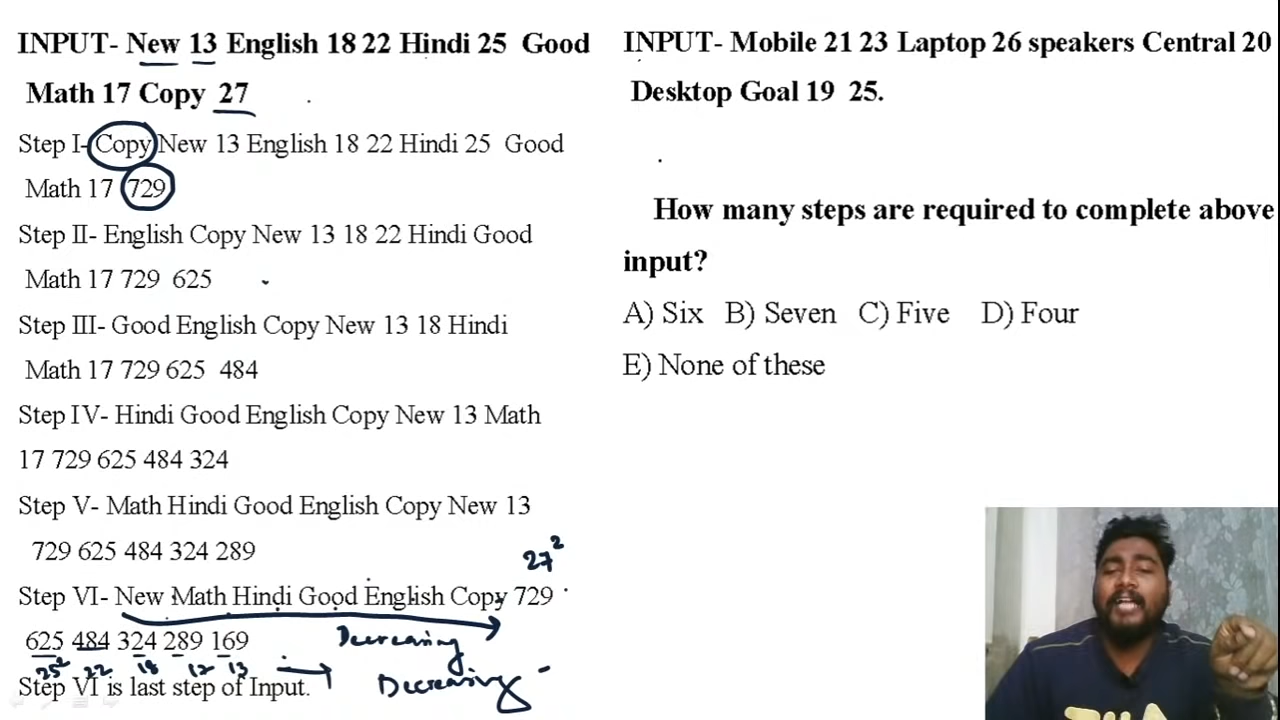 INPUT- New 13 English 18 22 Hindi 25 Good
Math 17 Copy 27
Step I- Copy New 13 English 18 22 Hindi 25 Good
Math 17 729
Step II- English Copy New 13 18 22 Hindi Good
Math 17 729 625
Step III- Good English Copy New 13 18 Hindi
Math 17 729 625 484
Step IV- Hindi Good English Copy New 13 Math
17 729 625 484 324
Step V- Math Hindi Good English Copy New 13
729 625 484 324 289
27²
Step VI- New Math Hindi Good English Copy 729
625 484 324 289 169
Decreasing
25² 22 18 17 13
Decreasing
Step VI is last step of Input.
INPUT- Mobile 21 23 Laptop 26 speakers Central 20
Desktop Goal 19 25.
How many steps are required to complete above
input?
A) Six B) Seven C) Five D) Four
E) None of these